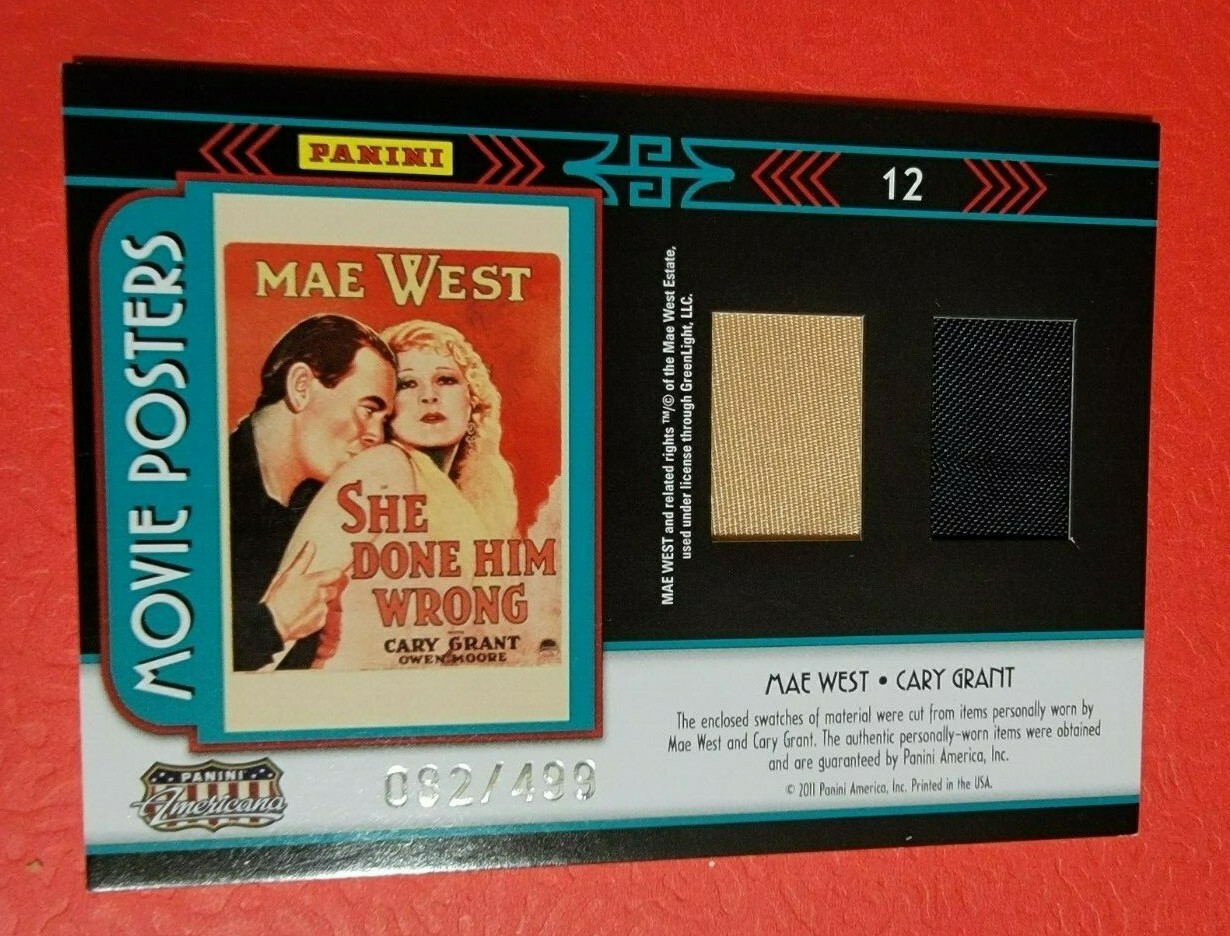 PANINI
12
MOVIE POSTERS
MAE WEST
SHE
DONE HIM
WRONG
CARY GRANT
OWEN MOORE
MAE WEST and related rights ™/© of the Mae West Estate,
used under license through GreenLight, LLC.
MAE WEST • CARY GRANT
The enclosed swatches of material were cut from items personally worn by
Mae West and Cary Grant. The authentic personally-worn items were obtained
and are guaranteed by Panini America, Inc.
© 2011 Panini America, Inc. Printed in the USA.
PANINI
Americana
082/499